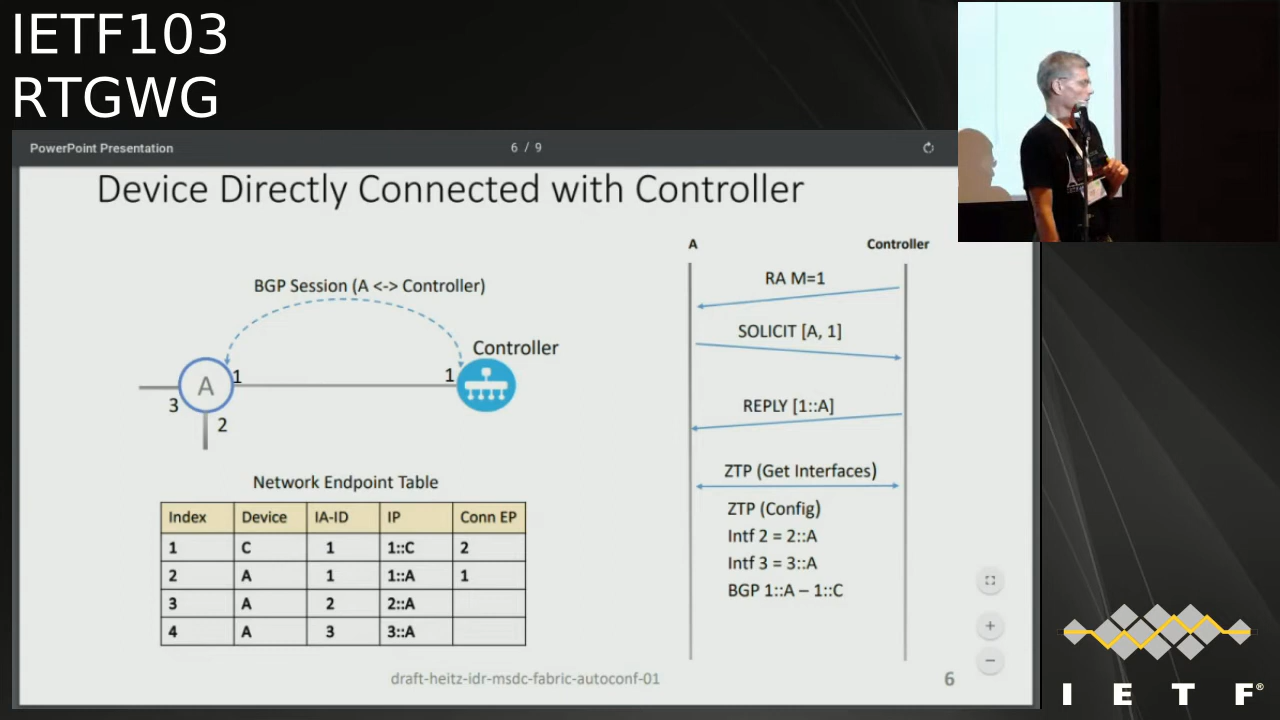 IETF103
RTGWG
PowerPoint Presentation
6 / 9
Device Directly Connected with Controller
A
Controller
BGP Session (A <-> Controller)
RA M=1
SOLICIT [A, 1]
Controller
A
1
1
3
2
REPLY [1::A]
ZTP (Get Interfaces)
Network Endpoint Table
ZTP (Config)
Index Device IA-ID IP Conn EP
Intf 2 = 2::A
1 C 1 1::C 2
Intf 3 = 3::A
2 A 1 1::A 1
BGP 1::A – 1::C
3 A 2 2::A
4 A 3 3::A
draft-heitz-idr-msdc-fabric-autoconf-01
6
I E T F®